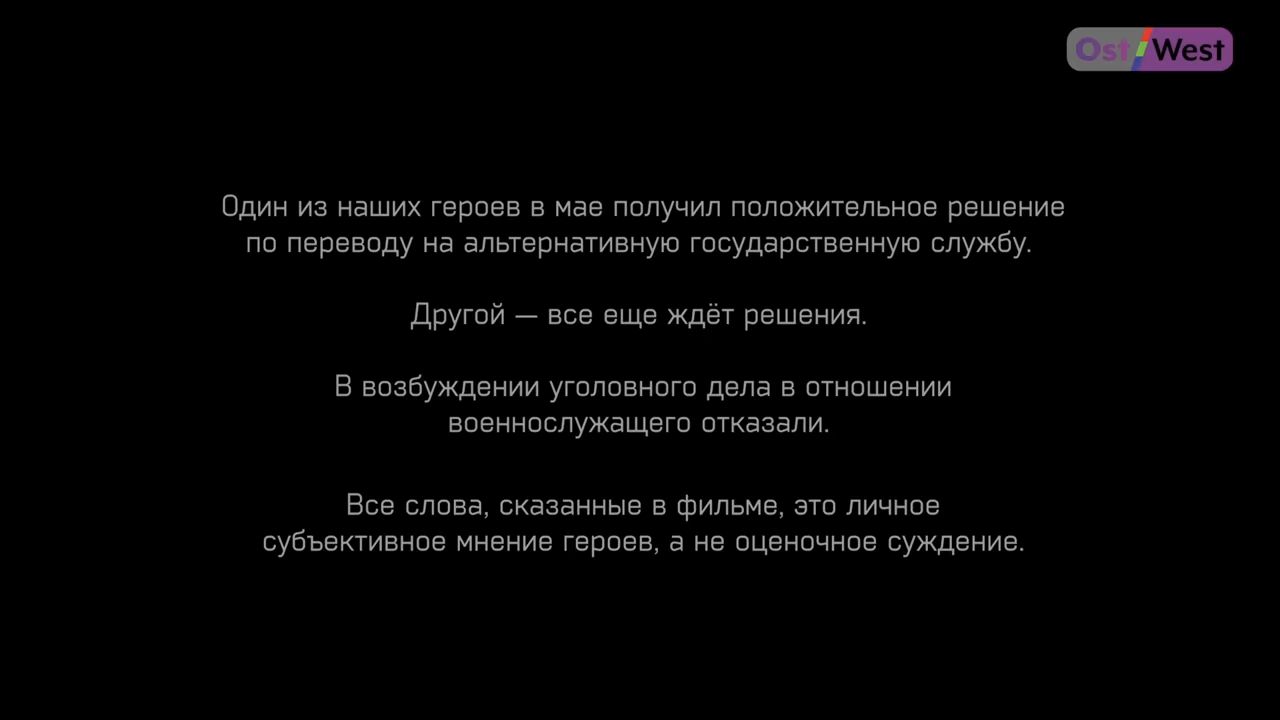 Ost West
Один из наших героев в мае получил положительное решение
по переводу на альтернативную государственную службу.
Другой — все еще ждёт решения.
В возбуждении уголовного дела в отношении
военнослужащего отказали.
Все слова, сказанные в фильме, это личное
субъективное мнение героев, а не оценочное суждение.